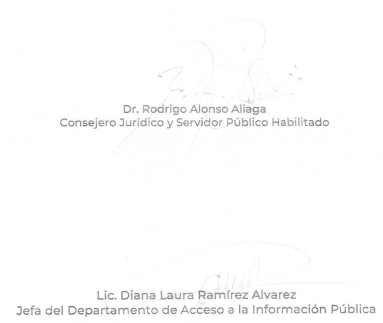 Dr. Rodrigo Alonso Aliaga
Consejero Jurídico y Servidor Público Habilitado
Lic. Diana Laura Ramírez Alvarez
Jefa del Departamento de Acceso a la Información Pública